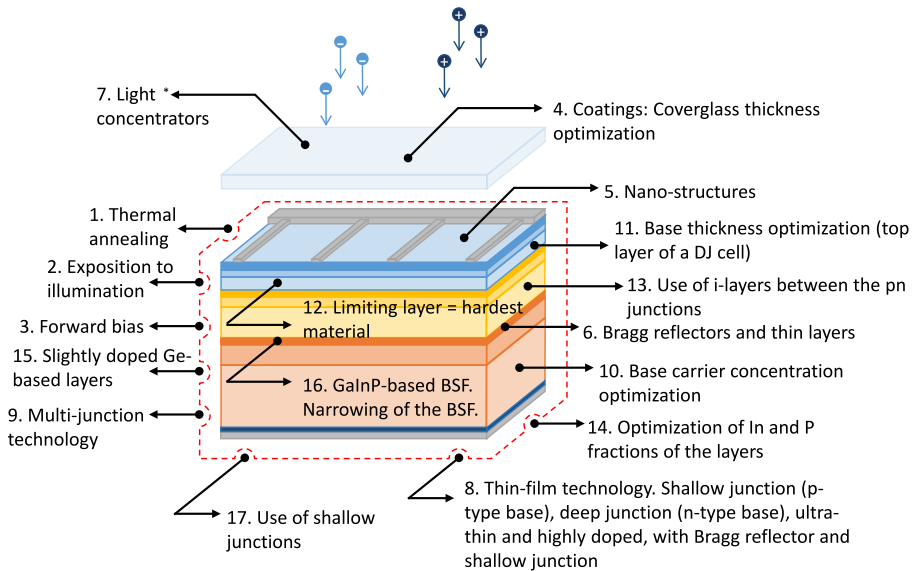 7. Light *
concentrators
4. Coatings: Coverglass thickness
optimization
5. Nano-structures
1. Thermal
annealing
11. Base thickness optimization (top
layer of a DJ cell)
2. Exposition to
illumination
13. Use of i-layers between the pn
junctions
12. Limiting layer = hardest
material
3. Forward bias
6. Bragg reflectors and thin layers
15. Slightly doped Ge-
based layers
10. Base carrier concentration
optimization
16. GaInP-based BSF.
Narrowing of the BSF.
9. Multi-junction
technology
14. Optimization of In and P
fractions of the layers
8. Thin-film technology. Shallow junction (p-
type base), deep junction (n-type base), ultra-
thin and highly doped, with Bragg reflector and
shallow junction
17. Use of shallow
junctions